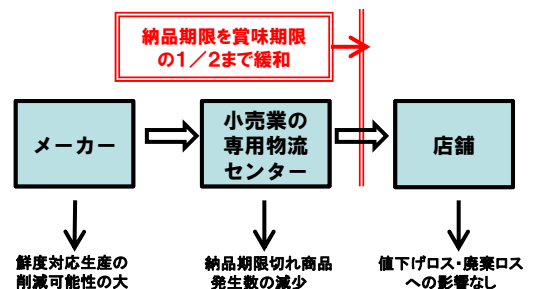 納品期限を賞味期限
の1／2まで緩和
メーカー
小売業の
専用物流
センター
店舗
鮮度対応生産の
削減可能性の大
納品期限切れ商品
発生数の減少
値下げロス・廃棄ロス
への影響なし